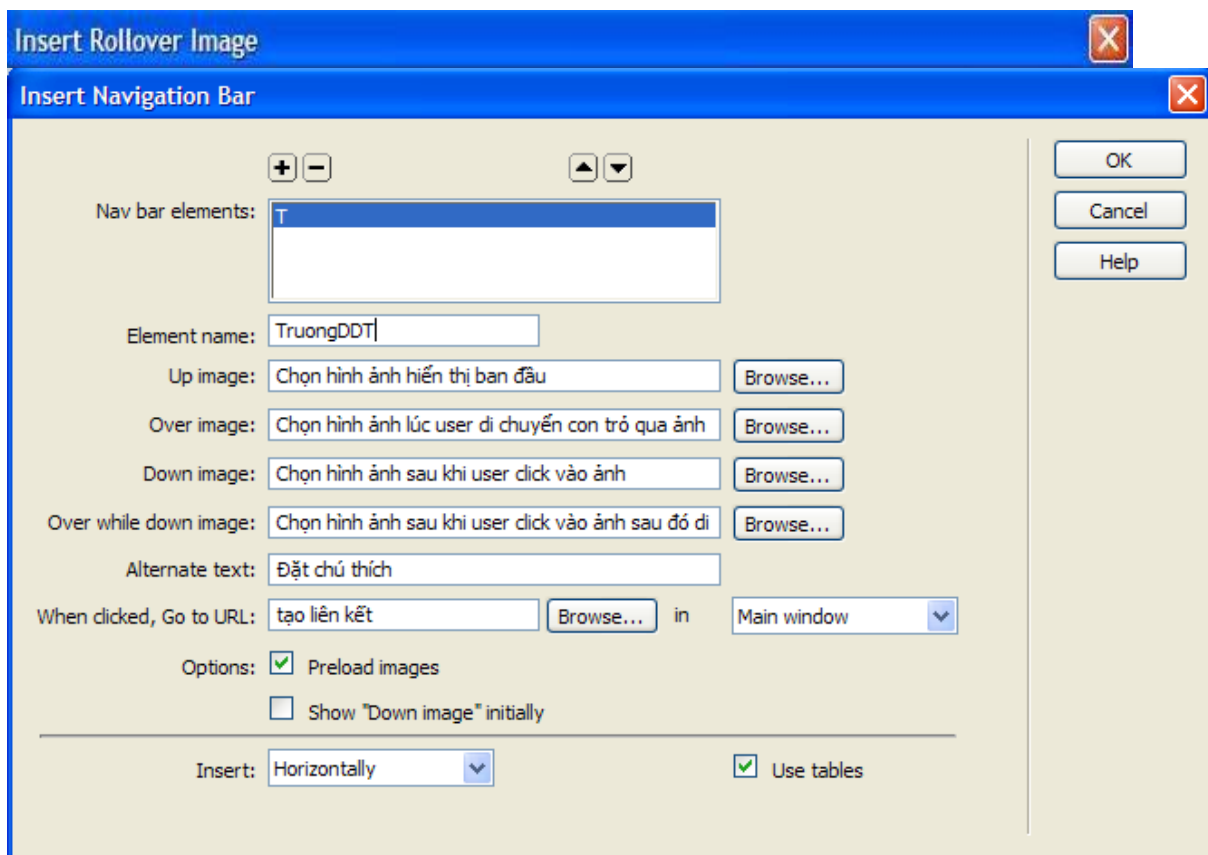 Insert Rollover Image
Insert Navigation Bar
OK
Nav bar elements: T
Cancel
Help
Element name: TruongDDT
Up image: Chọn hình ảnh hiển thị ban đầu Browse...
Over image: Chọn hình ảnh lúc user di chuyển con trỏ qua ảnh Browse...
Down image: Chọn hình ảnh sau khi user click vào ảnh Browse...
Over while down image: Chọn hình ảnh sau khi user click vào ảnh sau đó di Browse...
Alternate text: Đặt chú thích
When clicked, Go to URL: tạo liên kết Browse... in Main window
Options: Preload images
Show "Down image" initially
Insert: Horizontally Use tables